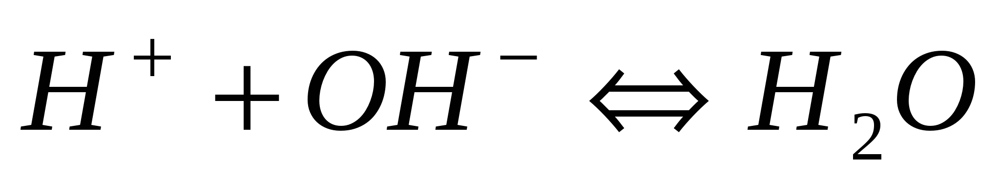 H⁺ + OH⁻ ⇔ H₂O